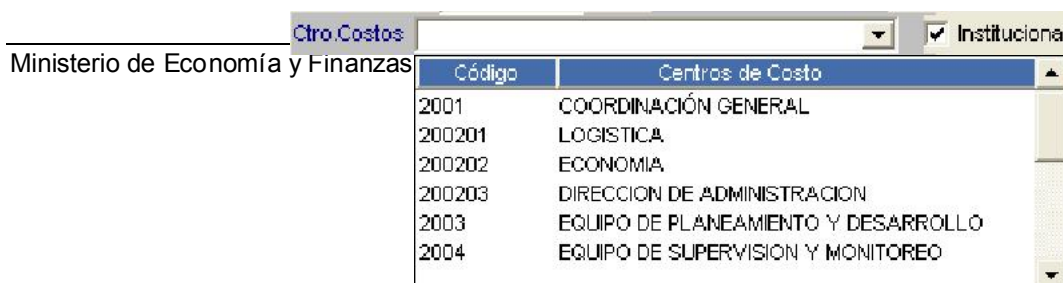 Ctro.Costos Instituciona
Ministerio de Economía y Finanzas
Código Centros de Costo
2001 COORDINACIÓN GENERAL
200201 LOGISTICA
200202 ECONOMIA
200203 DIRECCION DE ADMINISTRACION
2003 EQUIPO DE PLANEAMIENTO Y DESARROLLO
2004 EQUIPO DE SUPERVISION Y MONITOREO